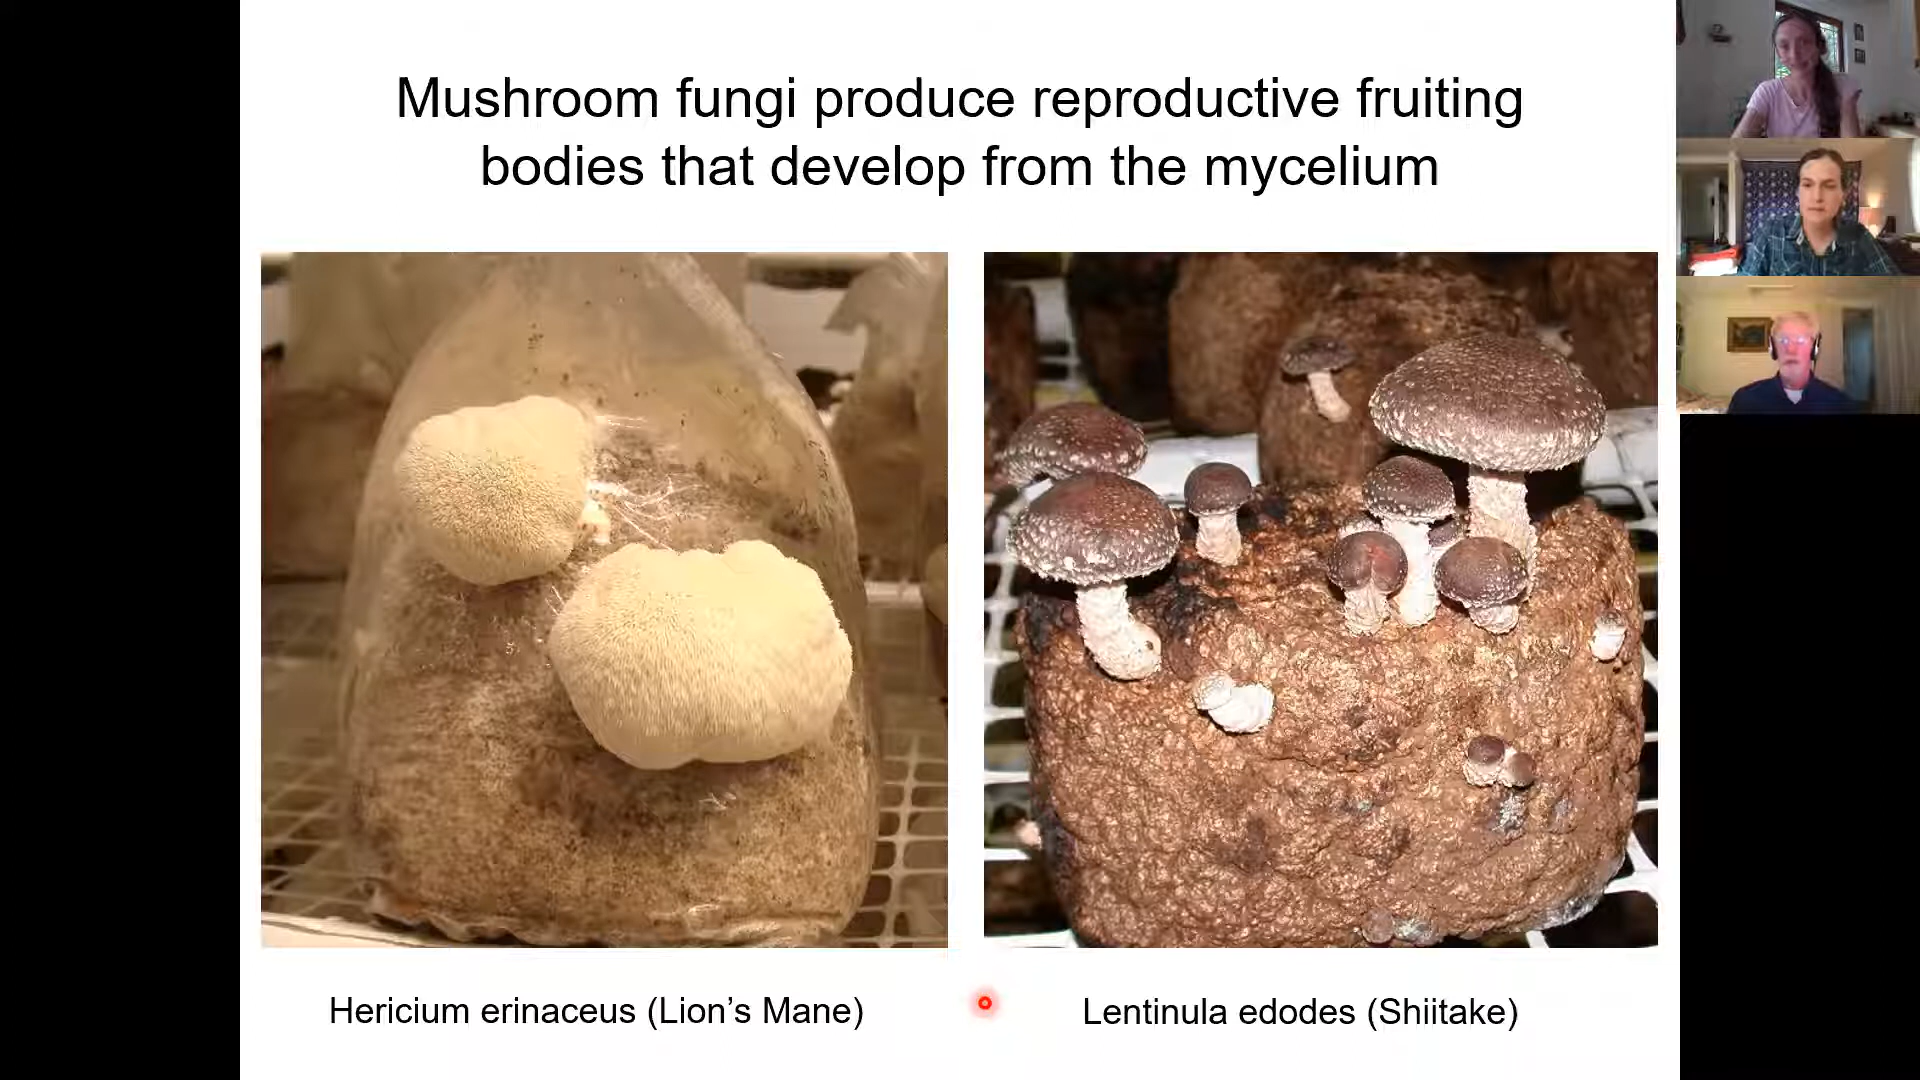 Mushroom fungi produce reproductive fruiting
bodies that develop from the mycelium
Hericium erinaceus (Lion’s Mane)
Lentinula edodes (Shiitake)